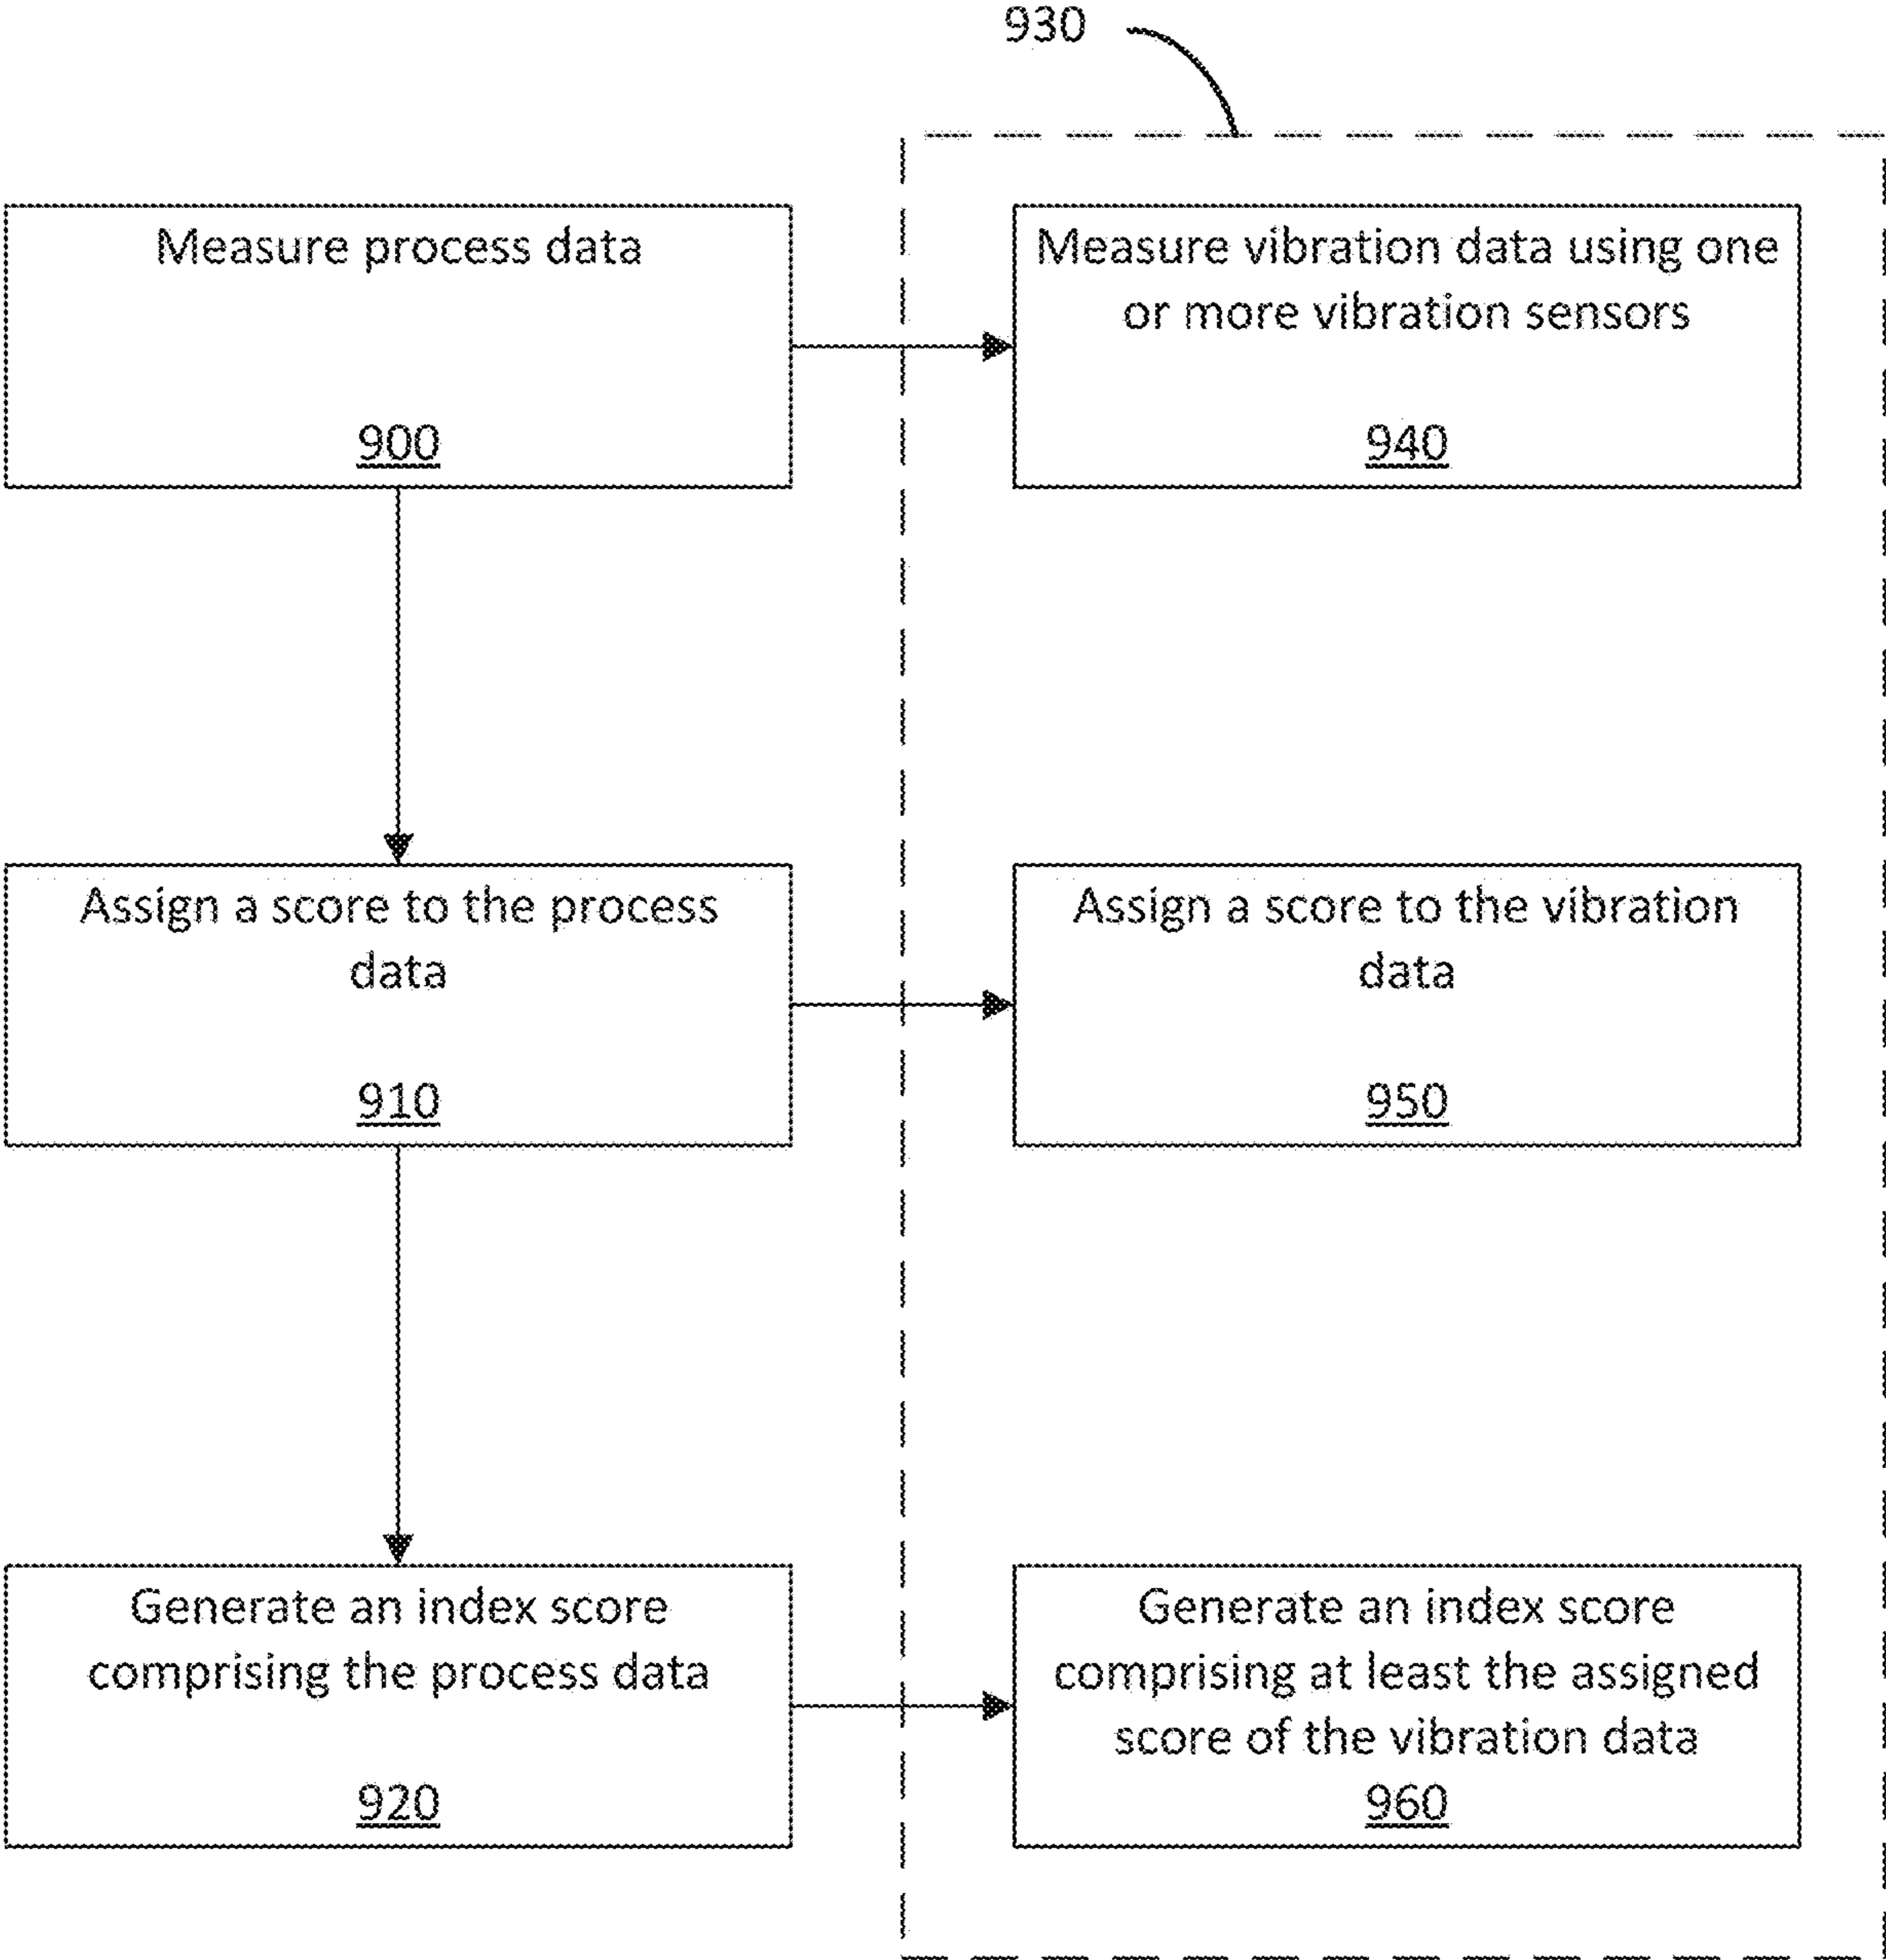 930
Measure process data
900
Measure vibration data using one
or more vibration sensors
940
Assign a score to the process
data
910
Assign a score to the vibration
data
950
Generate an index score
comprising the process data
920
Generate an index score
comprising at least the assigned
score of the vibration data
960